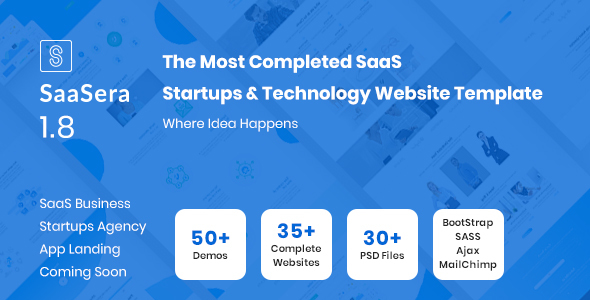 S
SaaSera
1.8
The Most Completed SaaS
Startups & Technology Website Template
Where Idea Happens
SaaS Business
Startups Agency
App Landing
Coming Soon
50+
Demos
35+
Complete
Websites
30+
PSD Files
BootStrap
SASS
Ajax
MailChimp